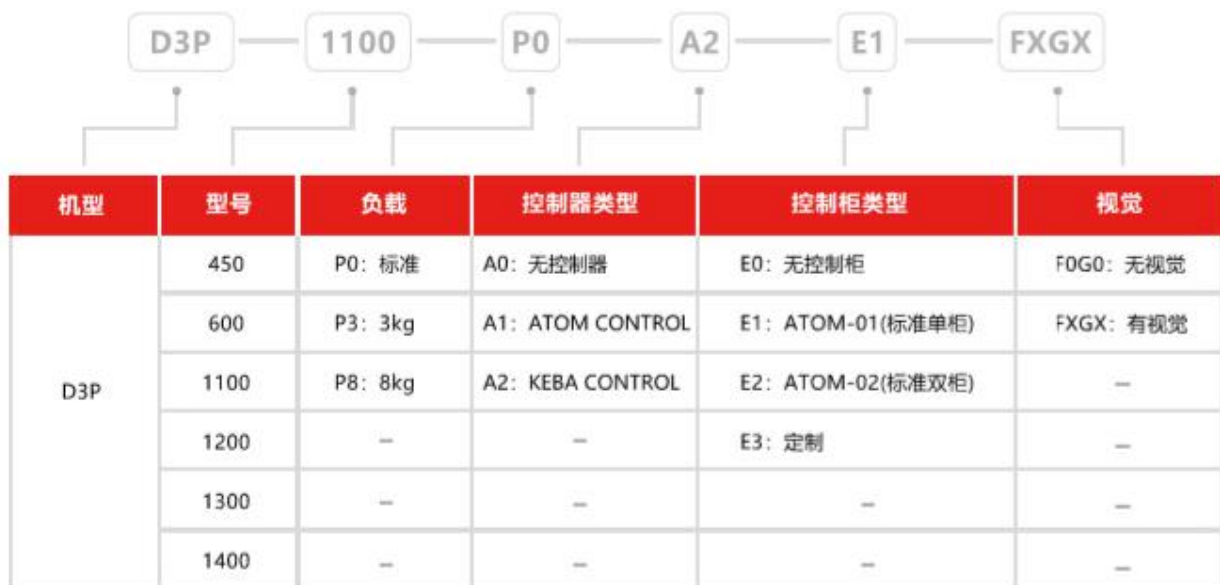 D3P 1100 P0 A2 E1 FXGX
机型 型号 负载 控制器类型 控制柜类型 视觉
450 P0：标准 A0：无控制器 E0：无控制柜 F0G0：无视觉
600 P3：3kg A1：ATOM CONTROL E1：ATOM-01(标准单柜) FXGX：有视觉
D3P 1100 P8：8kg A2：KEBA CONTROL E2：ATOM-02(标准双柜) –
1200 – – E3：定制 –
1300 – – – –
1400 – – – –